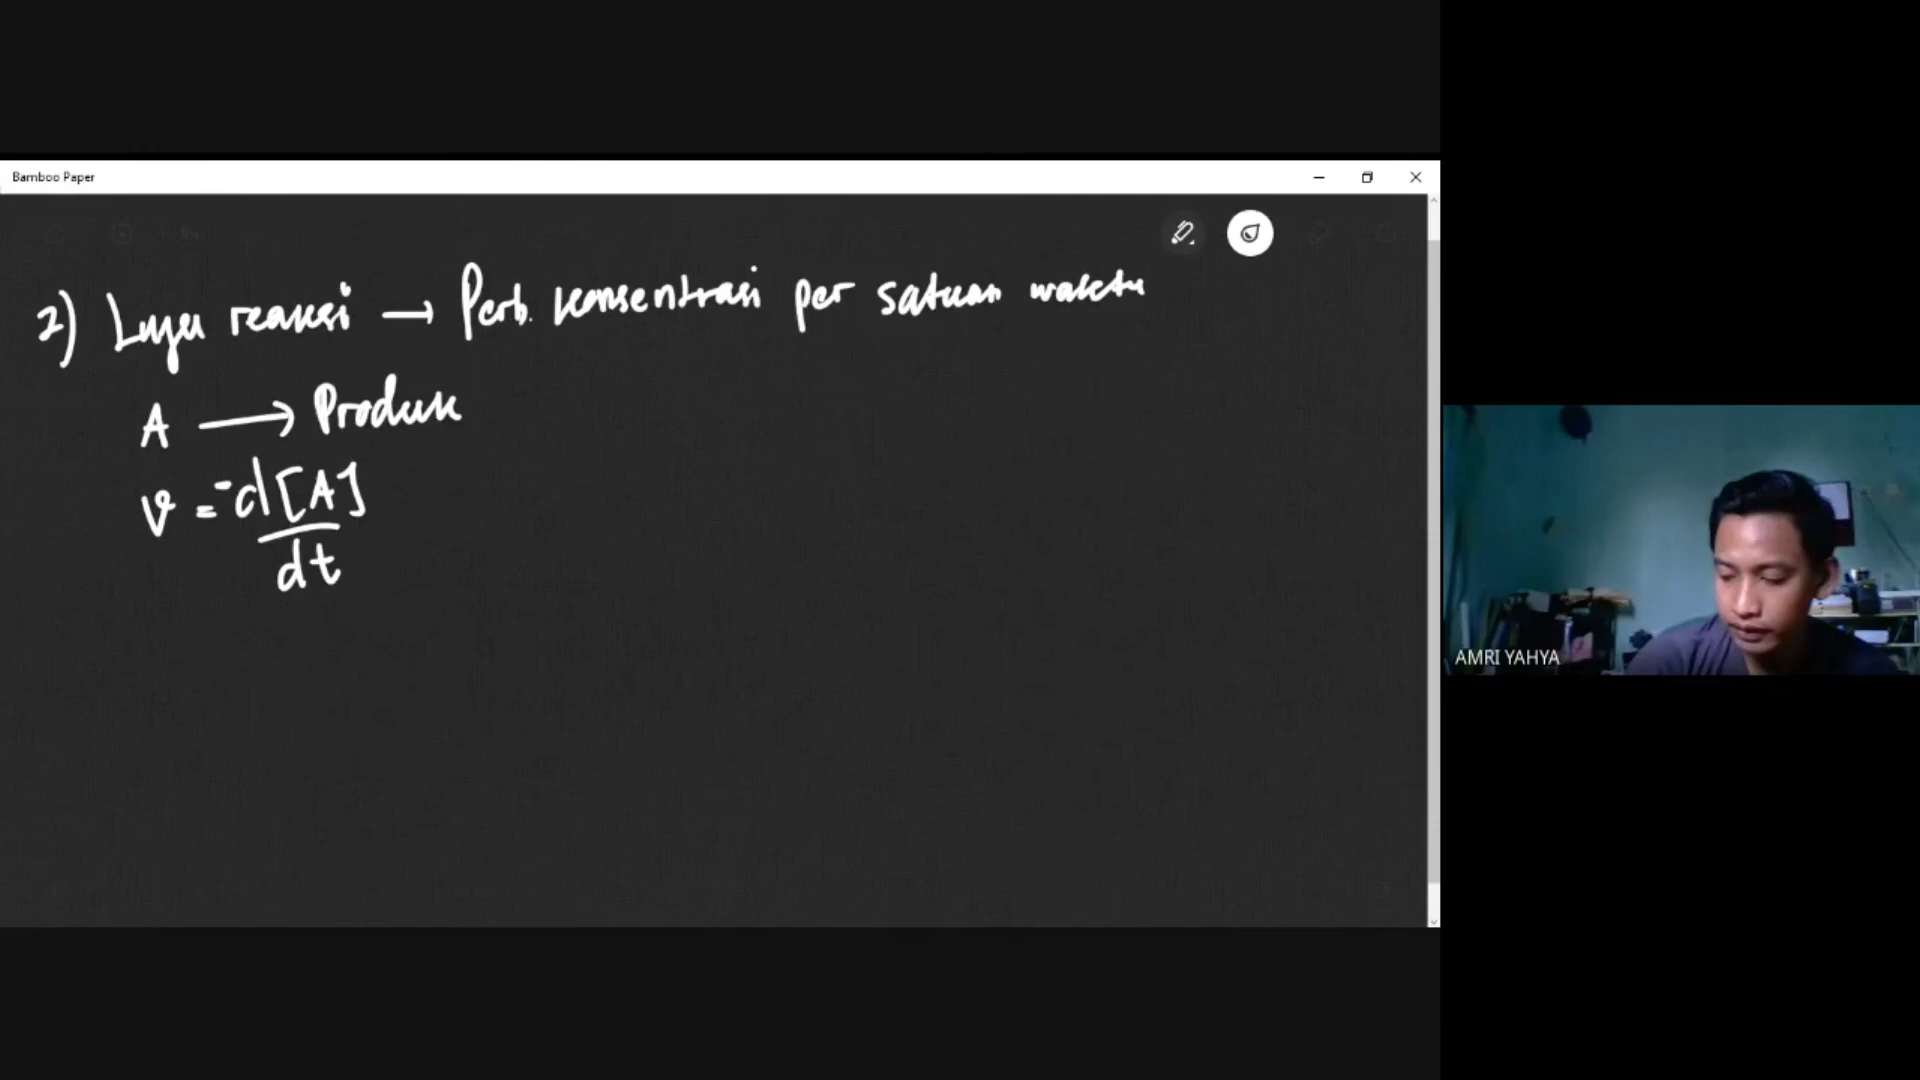 Bamboo Paper
2) Laju reaksi → Perb. konsentrasi per satuan waktu
A → Produk
v = -d[A]
dt
AMRI YAHYA